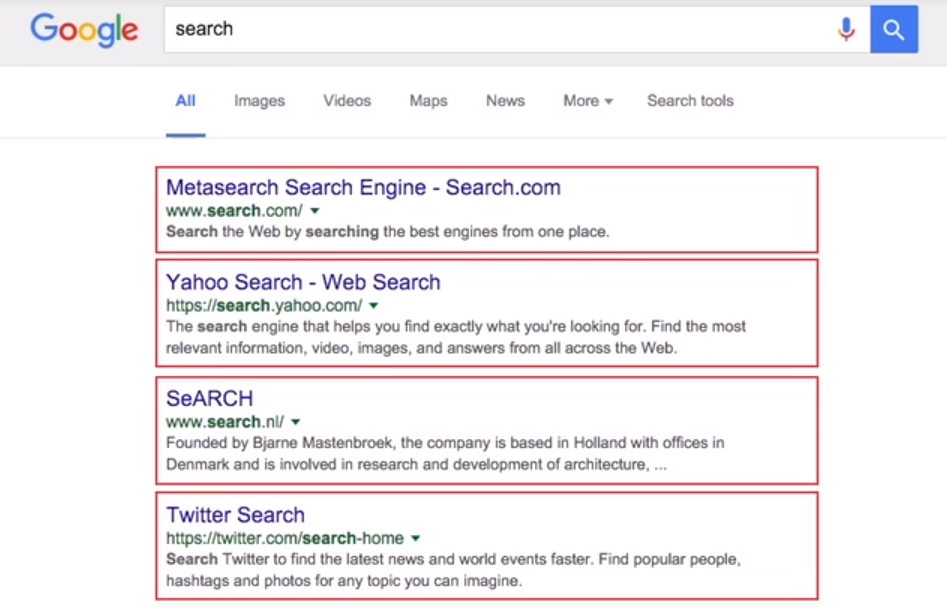 Google search
All Images Videos Maps News More Search tools
Metasearch Search Engine - Search.com
www.search.com/
Search the Web by searching the best engines from one place.
Yahoo Search - Web Search
https://search.yahoo.com/
The search engine that helps you find exactly what you're looking for. Find the most
relevant information, video, images, and answers from all across the Web.
SeARCH
www.search.nl/
Founded by Bjarne Mastenbroek, the company is based in Holland with offices in
Denmark and is involved in research and development of architecture, ...
Twitter Search
https://twitter.com/search-home
Search Twitter to find the latest news and world events faster. Find popular people,
hashtags and photos for any topic you can imagine.